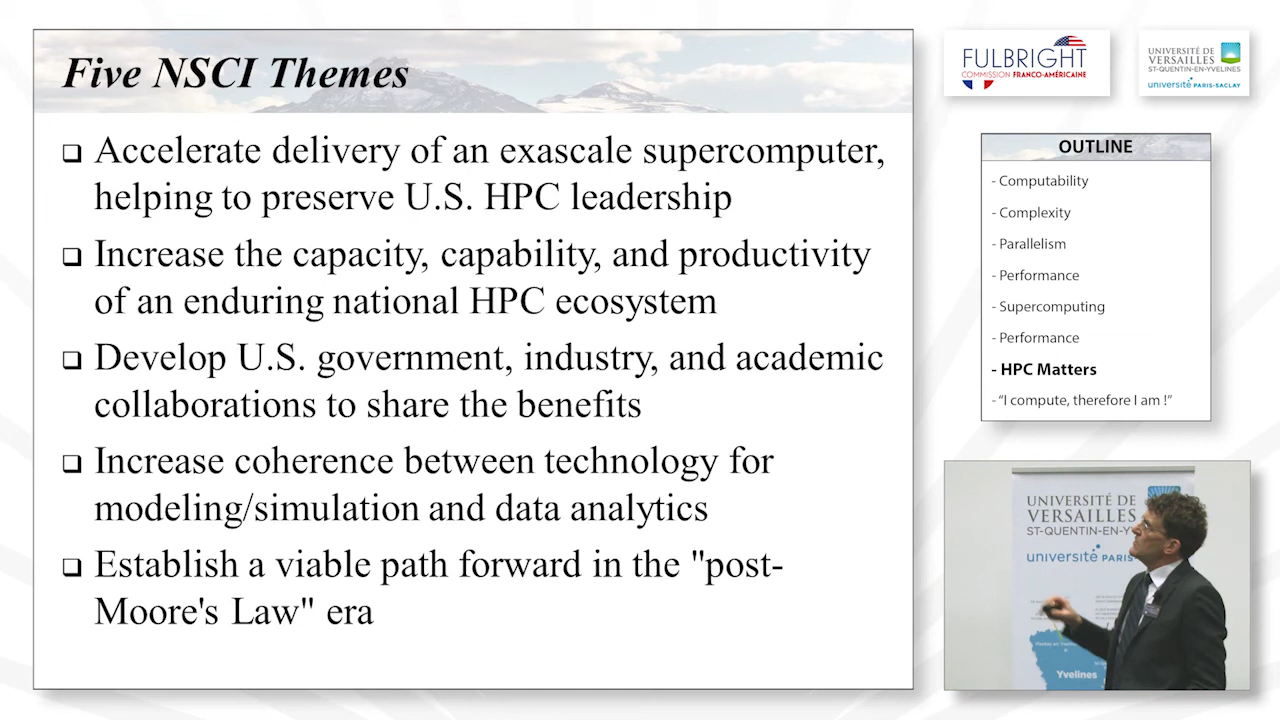 Five NSCI Themes
Accelerate delivery of an exascale supercomputer,
helping to preserve U.S. HPC leadership
Increase the capacity, capability, and productivity
of an enduring national HPC ecosystem
Develop U.S. government, industry, and academic
collaborations to share the benefits
Increase coherence between technology for
modeling/simulation and data analytics
Establish a viable path forward in the "post-
Moore's Law" era
FULBRIGHT
COMMISSION FRANCO-AMÉRICAINE
UNIVERSITÉ DE
VERSAILLES
ST-QUENTIN-EN-YVELINES
université PARIS-SACLAY
OUTLINE
- Computability
- Complexity
- Parallelism
- Performance
- Supercomputing
- Performance
- HPC Matters
- “I compute, therefore I am !”
UNIVERSITÉ DE
VERSAILLES
ST-QUENTIN-EN-YV
université PARIS
Yvelines